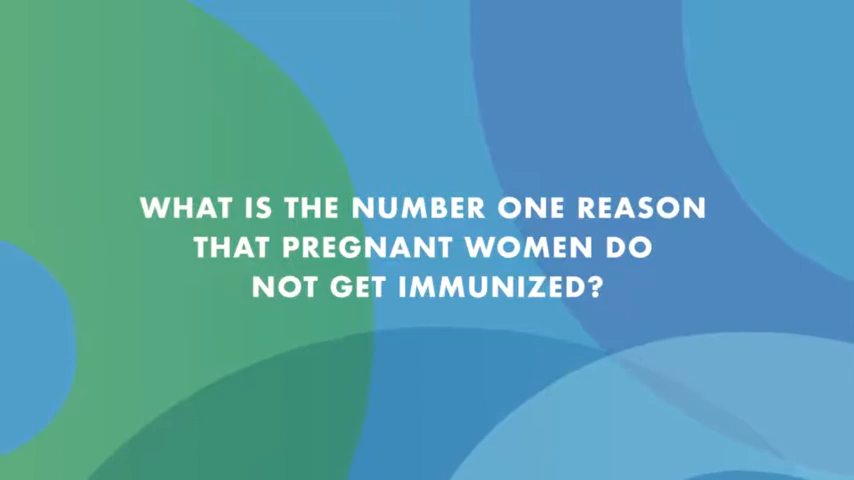 WHAT IS THE NUMBER ONE REASON
THAT PREGNANT WOMEN DO
NOT GET IMMUNIZED?